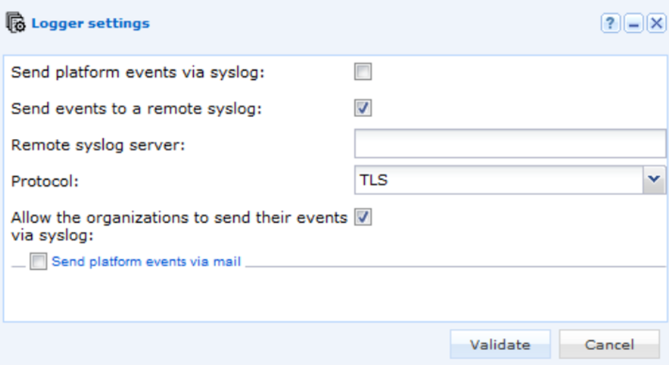 Logger settings
Send platform events via syslog:
Send events to a remote syslog:
Remote syslog server:
Protocol: TLS
Allow the organizations to send their events
via syslog:
Send platform events via mail
Validate Cancel